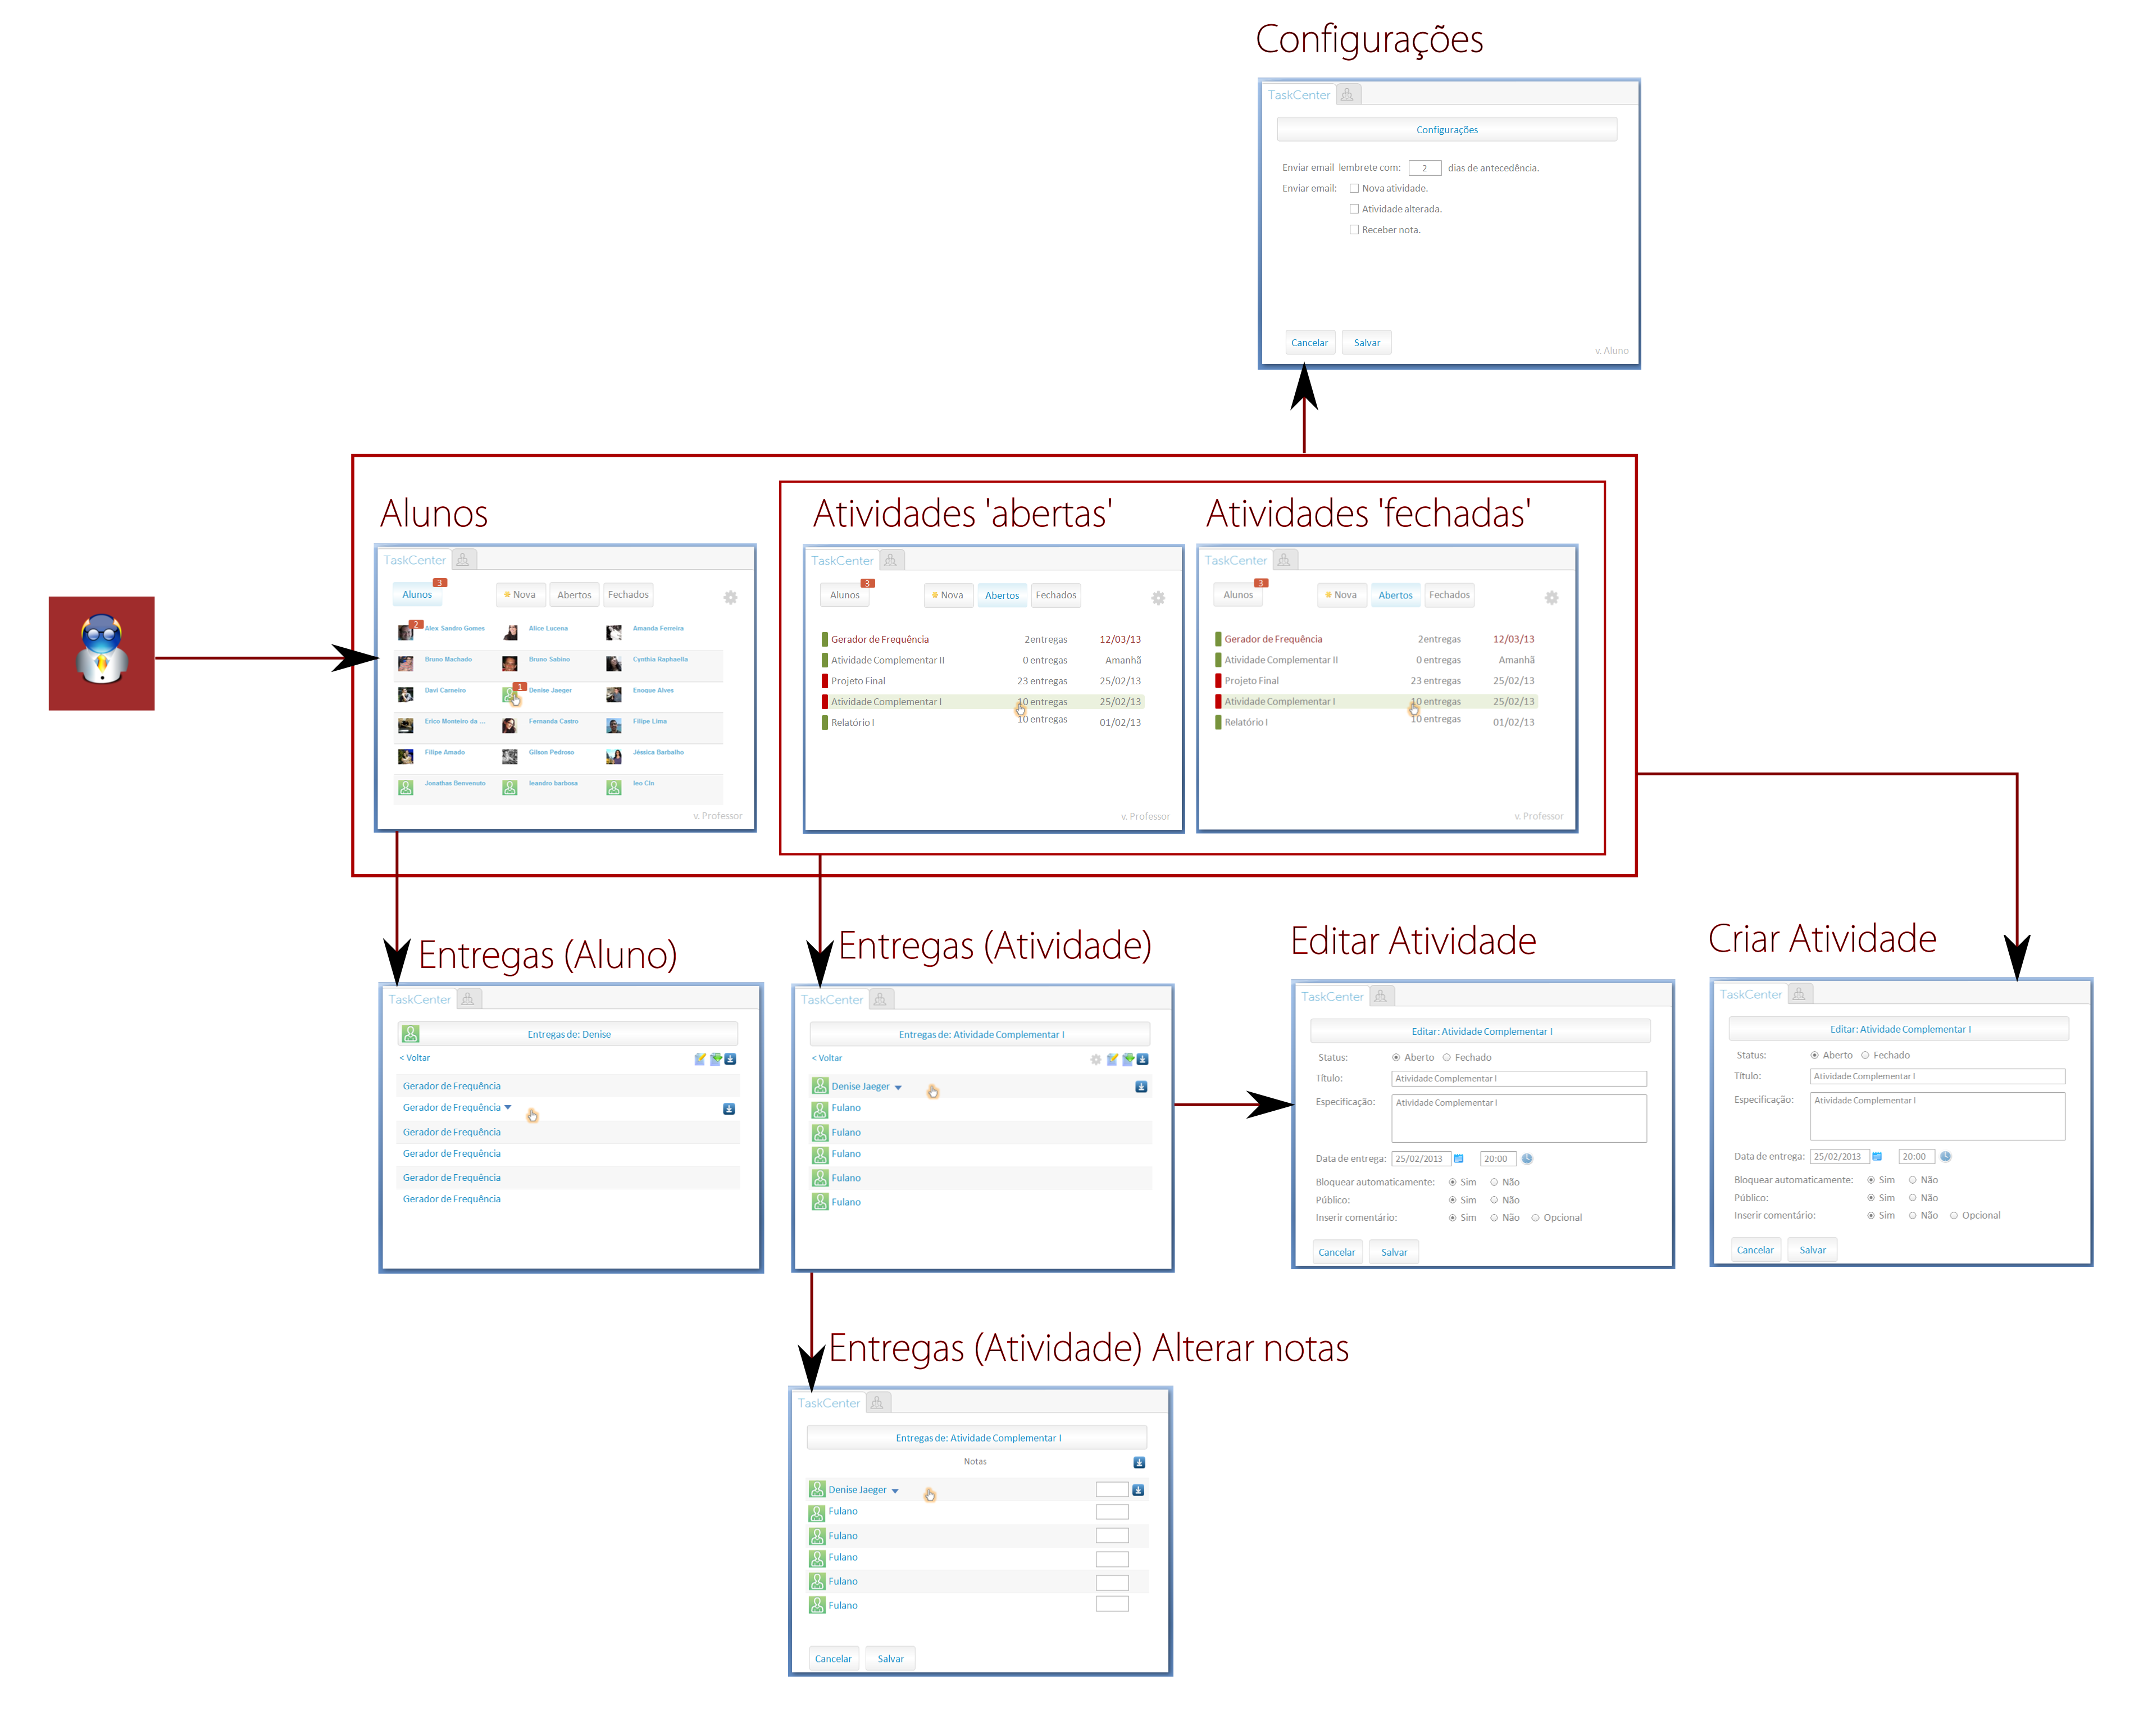 Configurações
TaskCenter
Configurações
Enviar email lembrete com: 2 dias de antecedência.
Enviar email: Nova atividade.
Atividade alterada.
Receber nota.
Cancelar Salvar
v. Aluno
Alunos
TaskCenter
3
Alunos Nova Abertos Fechados
2
Alex Sandro Gomes Alice Lucena Amanda Ferreira
Bruno Machado Bruno Sabino Cynthia Raphaella
1
Davi Carneiro Denise Jaeger Enoque Alves
Erico Monteiro da ... Fernanda Castro Filipe Lima
Filipe Amado Gilson Pedroso Jéssica Barbalho
Jonathas Benvenuto leandro barbosa leo CIn
v. Professor
Atividades 'abertas'
TaskCenter
3
Alunos Nova Abertos Fechados
Gerador de Frequência 2entregas 12/03/13
Atividade Complementar II 0 entregas Amanhã
Projeto Final 23 entregas 25/02/13
Atividade Complementar I 10 entregas 25/02/13
Relatório I 10 entregas 01/02/13
v. Professor
Atividades 'fechadas'
TaskCenter
3
Alunos Nova Abertos Fechados
Gerador de Frequência 2entregas 12/03/13
Atividade Complementar II 0 entregas Amanhã
Projeto Final 23 entregas 25/02/13
Atividade Complementar I 10 entregas 25/02/13
Relatório I 10 entregas 01/02/13
v. Professor
Entregas (Aluno)
TaskCenter
Entregas de: Denise
< Voltar
Gerador de Frequência
Gerador de Frequência
Gerador de Frequência
Gerador de Frequência
Gerador de Frequência
Gerador de Frequência
Entregas (Atividade)
TaskCenter
Entregas de: Atividade Complementar I
< Voltar
Denise Jaeger
Fulano
Fulano
Fulano
Fulano
Fulano
Editar Atividade
TaskCenter
Editar: Atividade Complementar I
Status: Aberto Fechado
Título: Atividade Complementar I
Especificação: Atividade Complementar I
Data de entrega: 25/02/2013 20:00
Bloquear automaticamente: Sim Não
Público: Sim Não
Inserir comentário: Sim Não Opcional
Cancelar Salvar
Criar Atividade
TaskCenter
Editar: Atividade Complementar I
Status: Aberto Fechado
Título: Atividade Complementar I
Especificação: Atividade Complementar I
Data de entrega: 25/02/2013 20:00
Bloquear automaticamente: Sim Não
Público: Sim Não
Inserir comentário: Sim Não Opcional
Cancelar Salvar
Entregas (Atividade) Alterar notas
TaskCenter
Entregas de: Atividade Complementar I
Notas
Denise Jaeger
Fulano
Fulano
Fulano
Fulano
Fulano
Cancelar Salvar